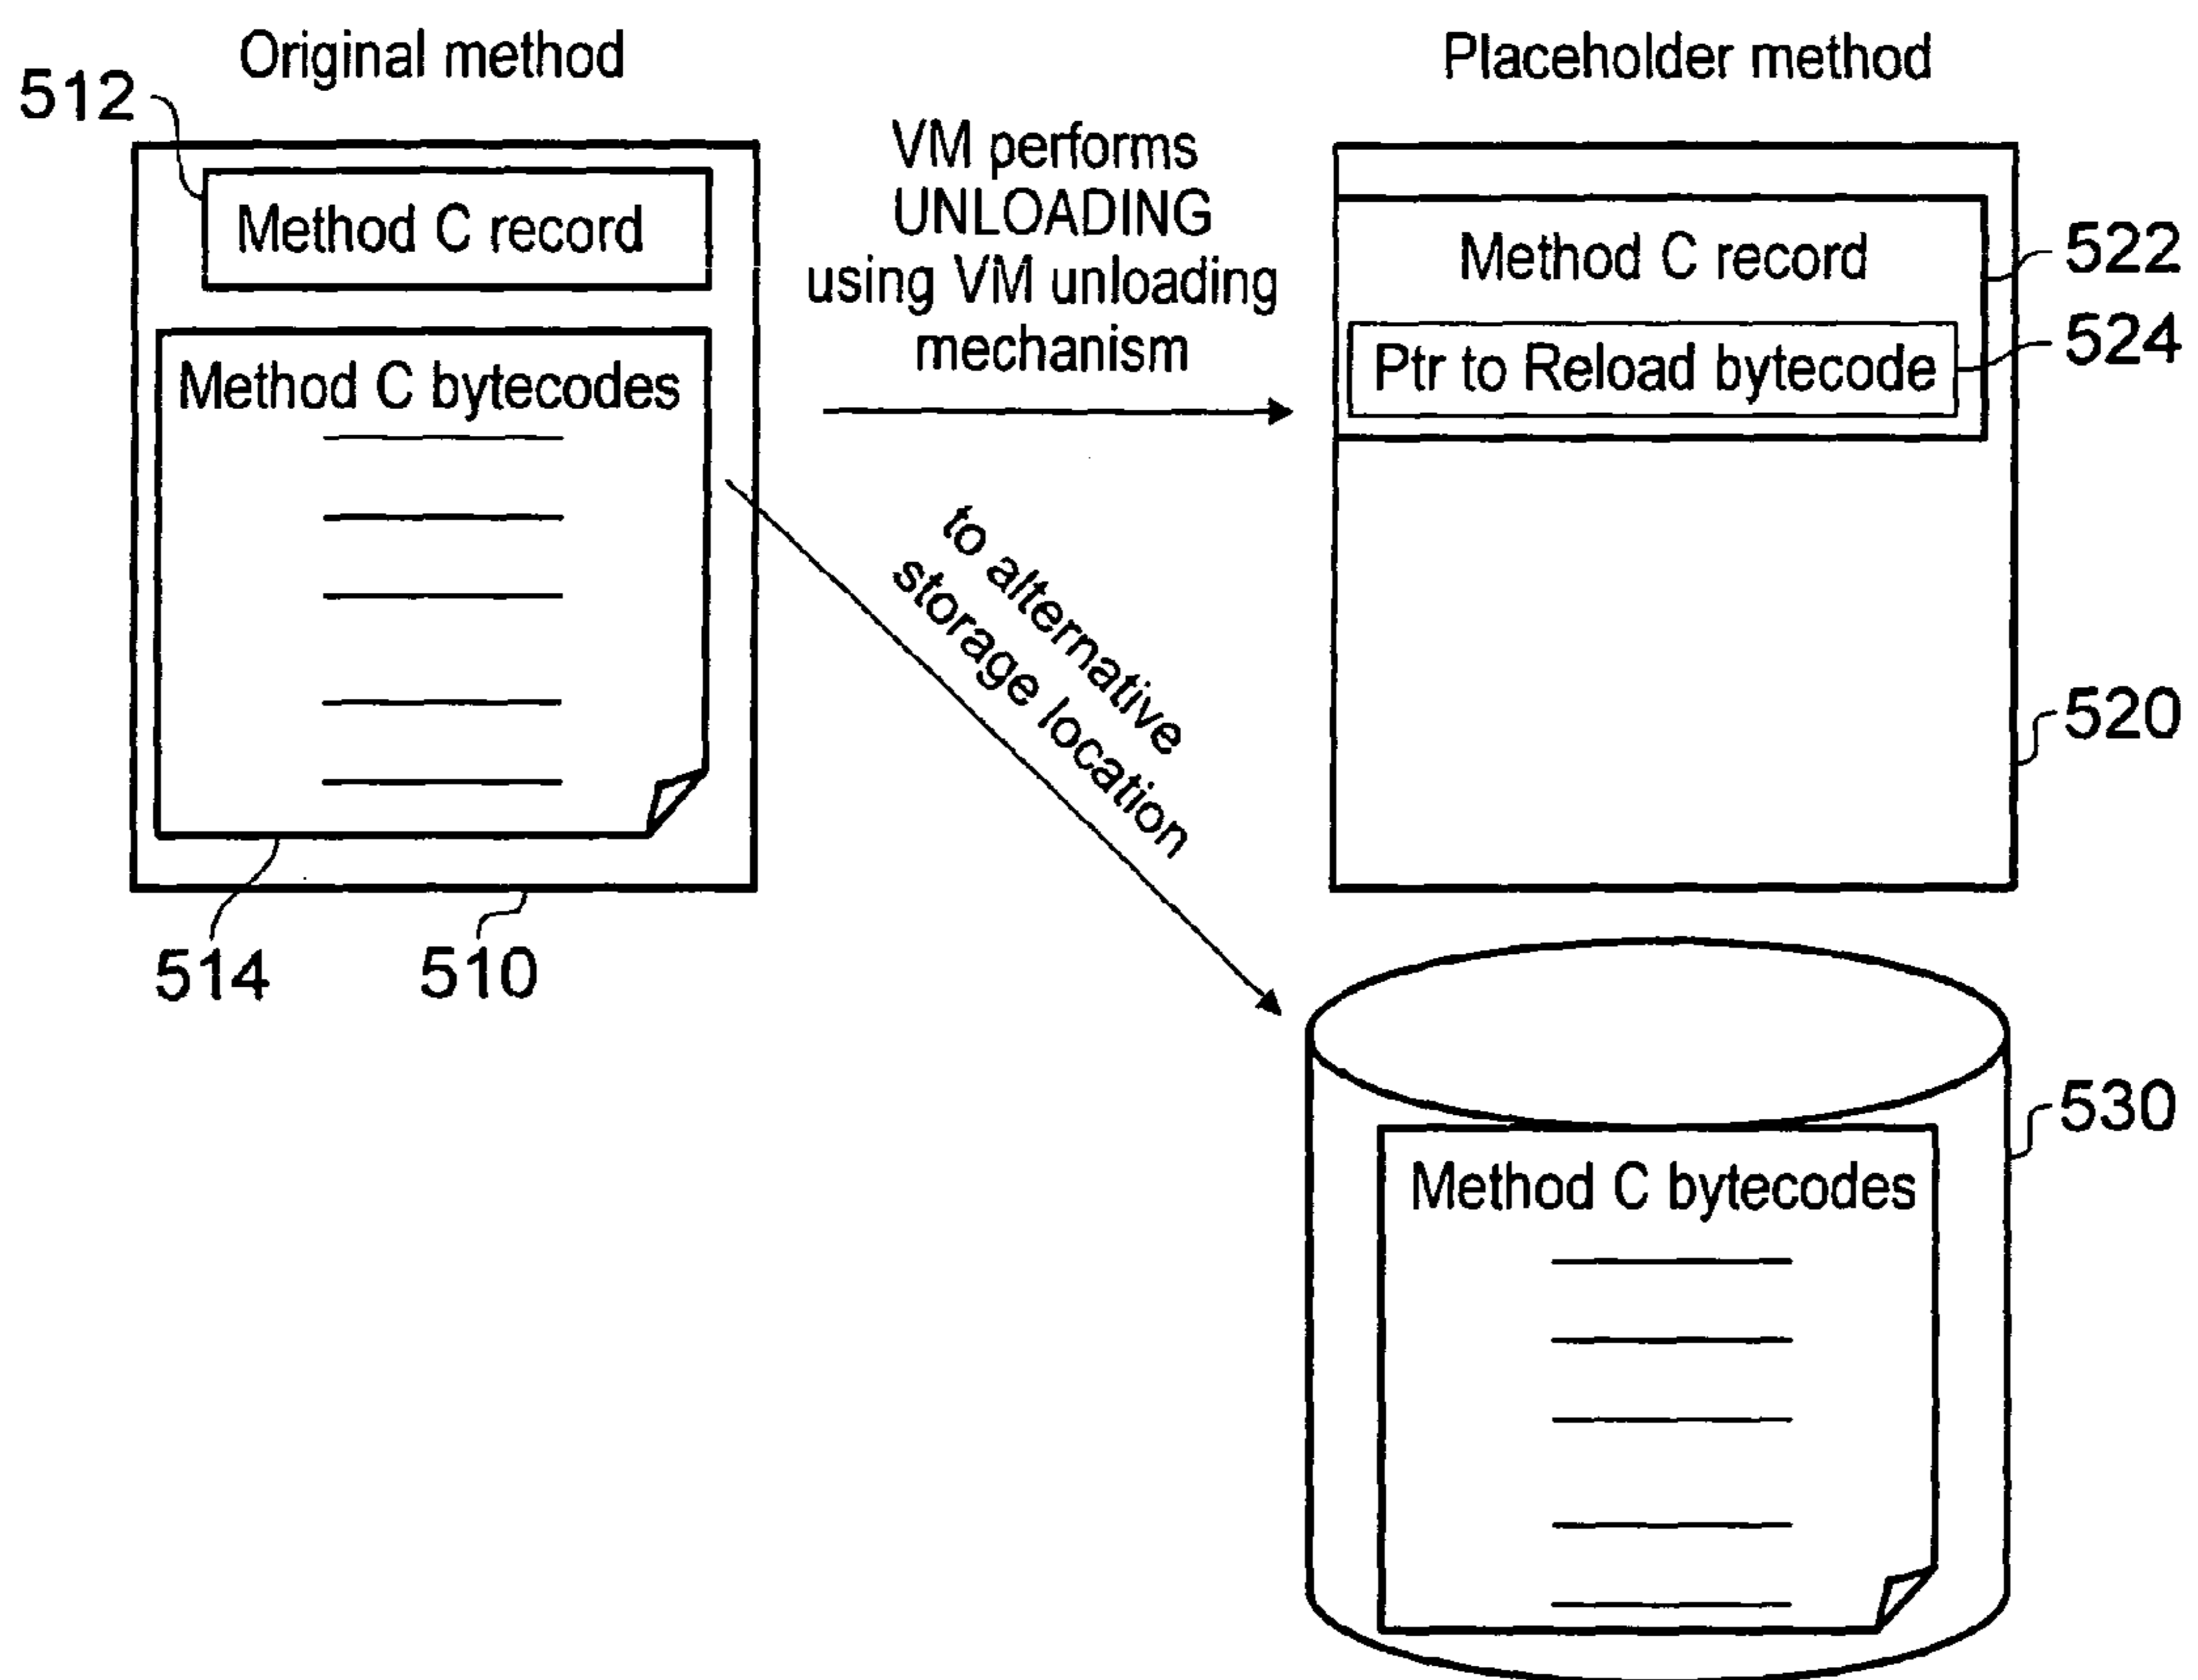 Original method
512
Method C record
Method C bytecodes
514
510
VM performs
UNLOADING
using VM unloading
mechanism
to alternative
storage location
Placeholder method
Method C record
522
Ptr to Reload bytecode
524
520
530
Method C bytecodes